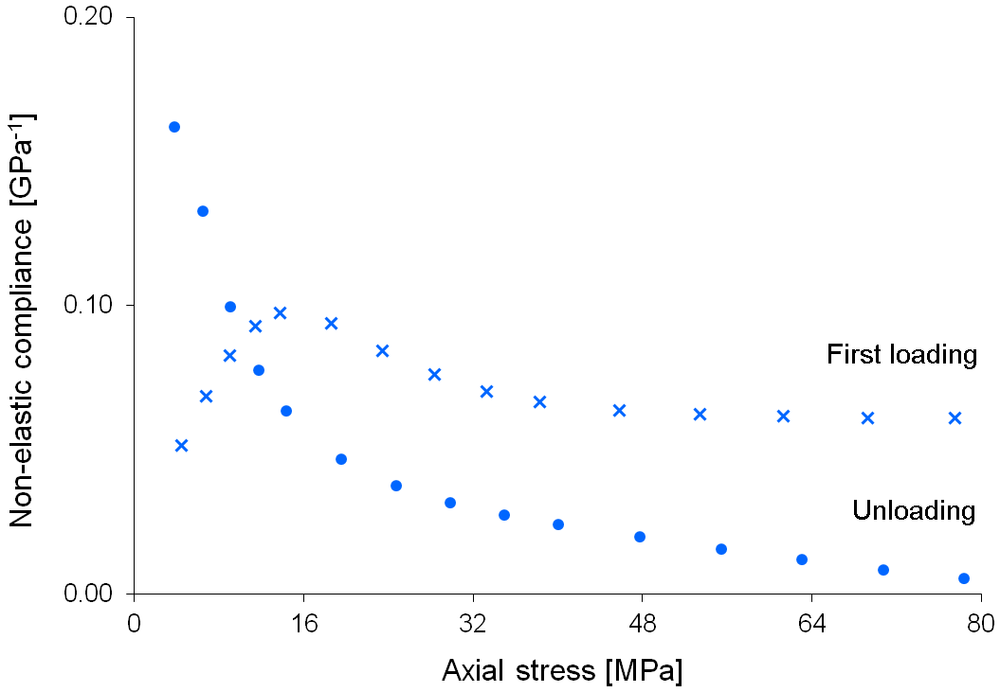 0.20
0.10
0.00
Non-elastic compliance [GPa-1]
First loading
Unloading
0 16 32 48 64 80
Axial stress [MPa]